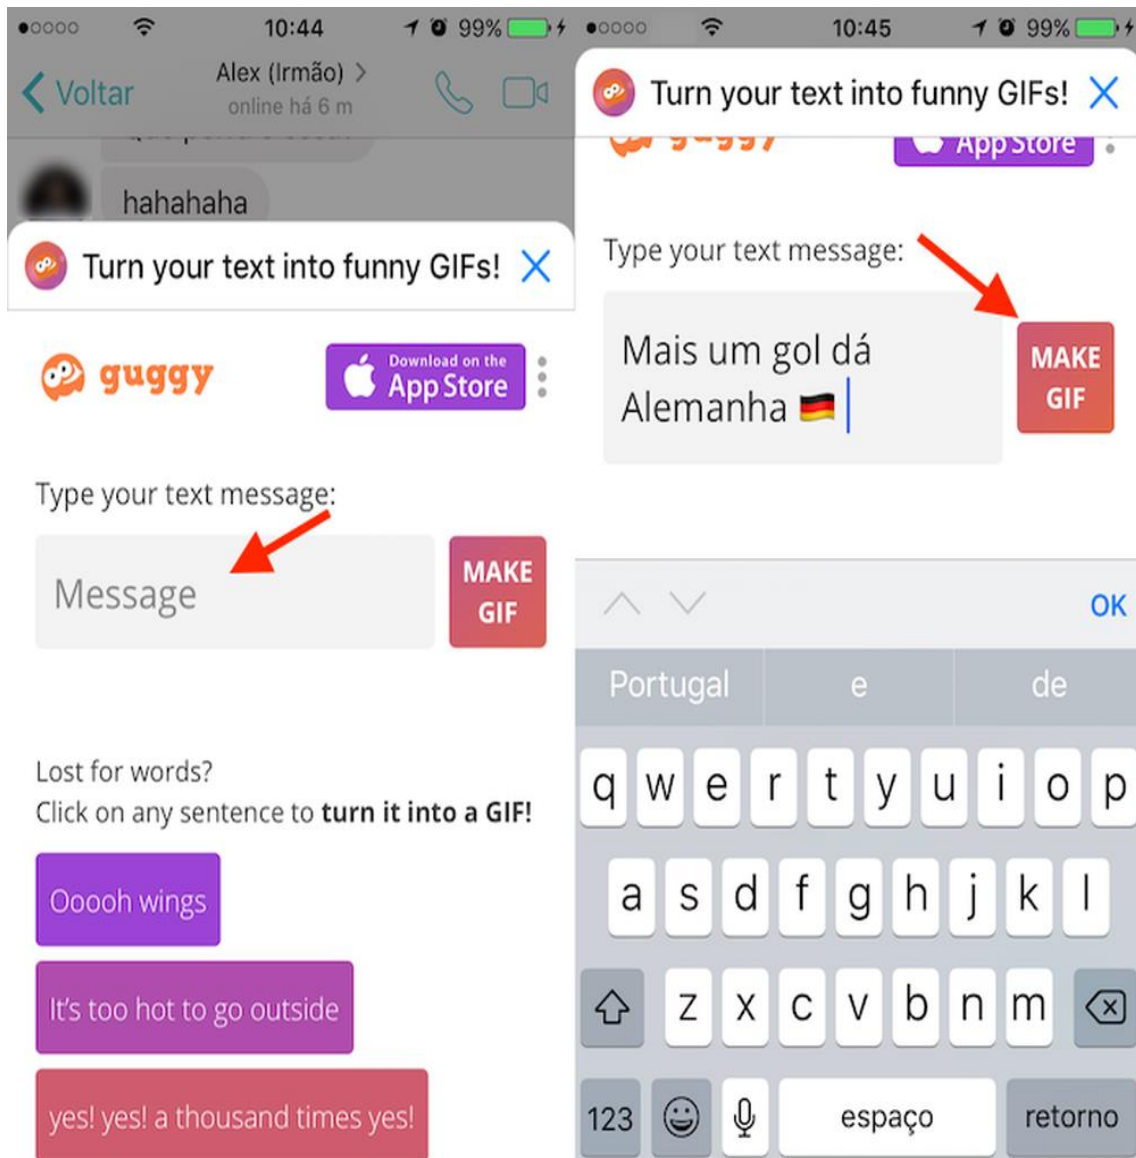 10:44
99%
Voltar
Alex (Irmão) >
online há 6 m
hahahaha
Turn your text into funny GIFs!
guggy
Download on the
App Store
Type your text message:
Message
MAKE
GIF
Lost for words?
Click on any sentence to turn it into a GIF!
Ooooh wings
It's too hot to go outside
yes! yes! a thousand times yes!
10:45
99%
Turn your text into funny GIFs!
guggy
App Store
Type your text message:
Mais um gol dá
Alemanha 🇩🇪
MAKE
GIF
OK
Portugal e de
q w e r t y u i o p
a s d f g h j k l
z x c v b n m
123 espaço retorno